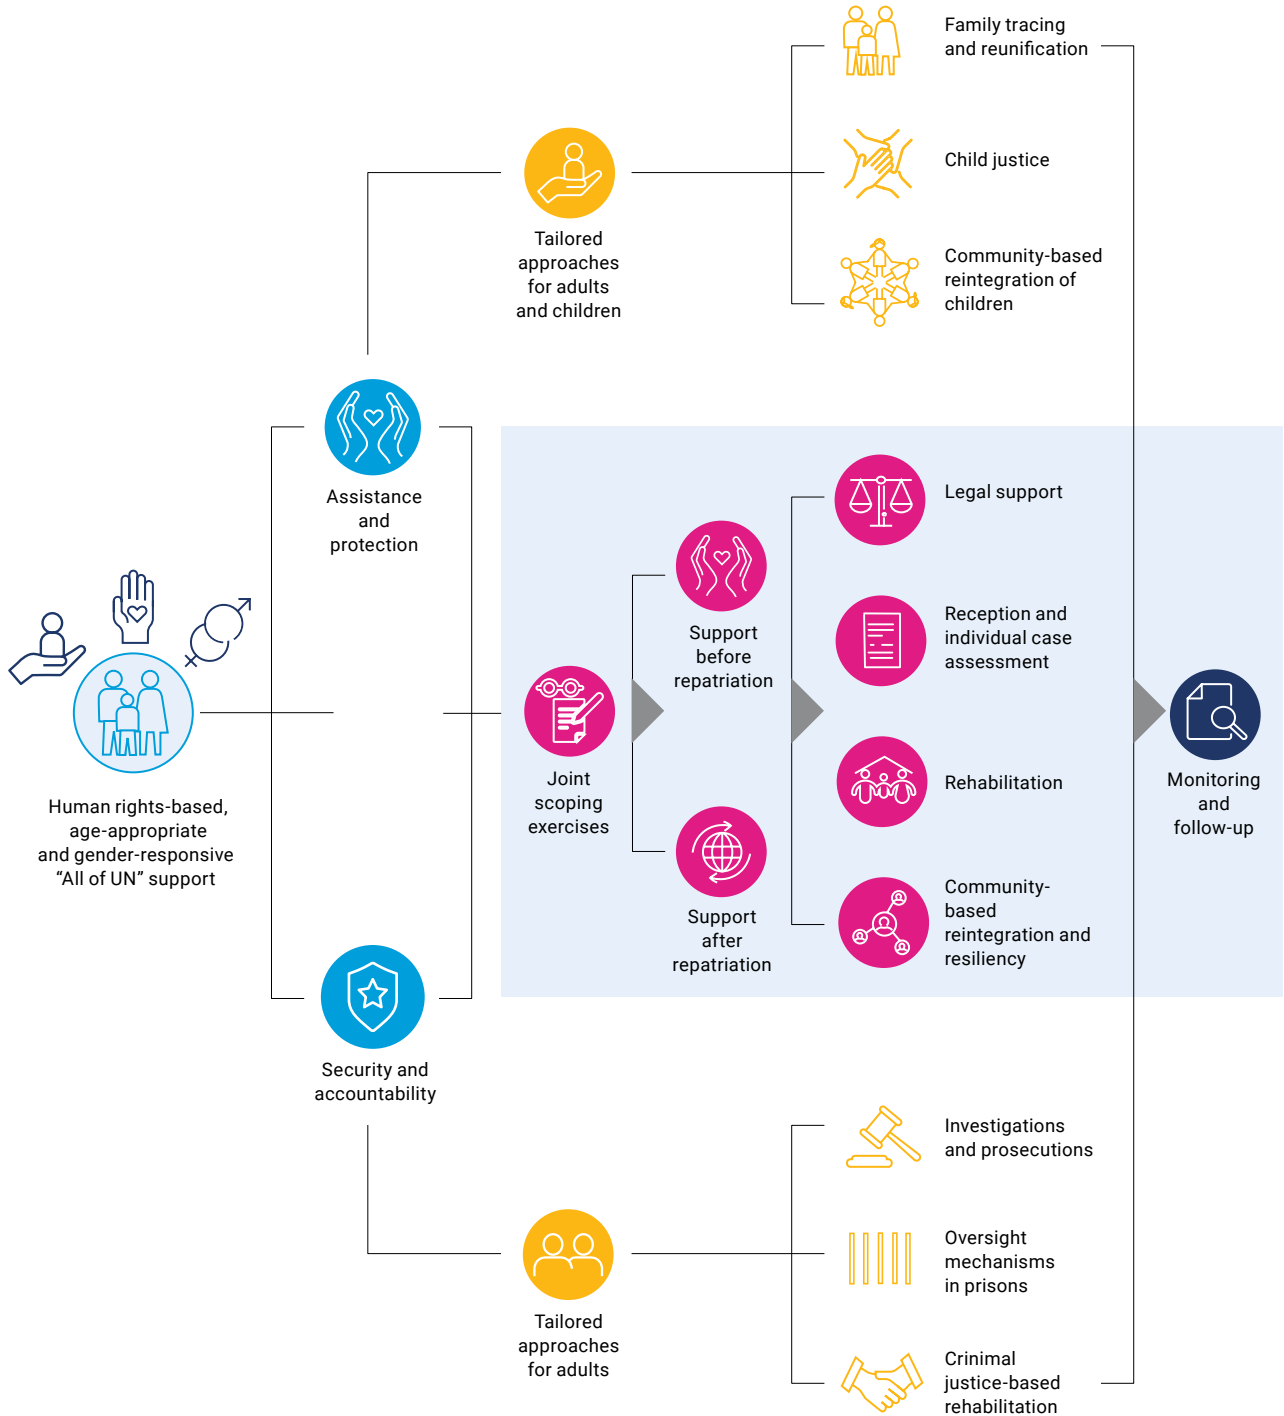 Family tracing
and reunification
Child justice
Community-based
reintegration of
children
Tailored
approaches
for adults
and children
Assistance
and
protection
Human rights-based,
age-appropriate
and gender-responsive
“All of UN” support
Security and
accountability
Joint
scoping
exercises
Support
before
repatriation
Support
after
repatriation
Legal support
Reception and
individual case
assessment
Rehabilitation
Community-
based
reintegration and
resiliency
Monitoring
and
follow-up
Tailored
approaches
for adults
Investigations
and prosecutions
Oversight
mechanisms
in prisons
Crinimal
justice-based
rehabilitation